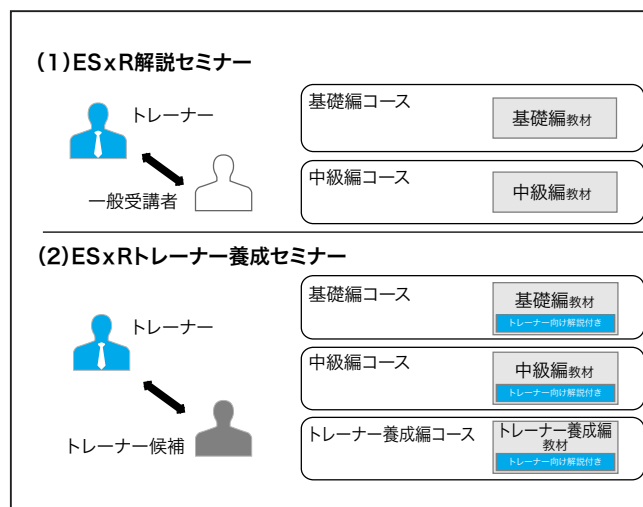 (1)ESxR解説セミナー
トレーナー
一般受講者
基礎編コース
基礎編教材
中級編コース
中級編教材
(2)ESxRトレーナー養成セミナー
トレーナー
トレーナー候補
基礎編コース
基礎編教材
トレーナー向け解説付き
中級編コース
中級編教材
トレーナー向け解説付き
トレーナー養成編コース
トレーナー養成編
教材
トレーナー向け解説付き